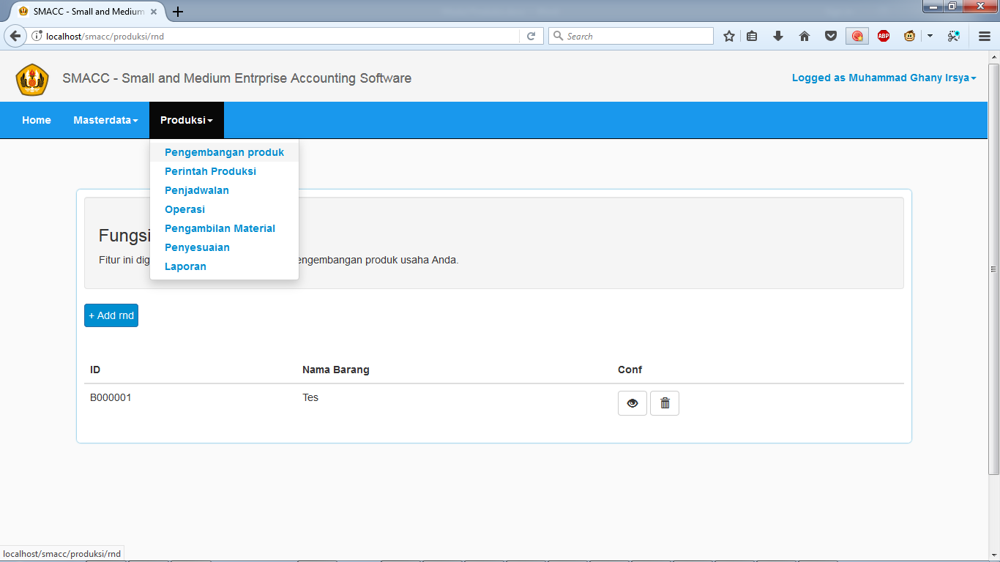 SMACC - Small and Medium
localhost/smacc/produksi/rnd
Search
ABP
SMACC - Small and Medium Entrprise Accounting Software
Logged as Muhammad Ghany Irsya
Home
Masterdata
Produksi
Pengembangan produk
Perintah Produksi
Penjadwalan
Operasi
Pengambilan Material
Penyesuaian
Laporan
Fungsi
Fitur ini dig
engembangan produk usaha Anda.
+ Add rnd
ID Nama Barang Conf
B000001 Tes
localhost/smacc/produksi/rnd